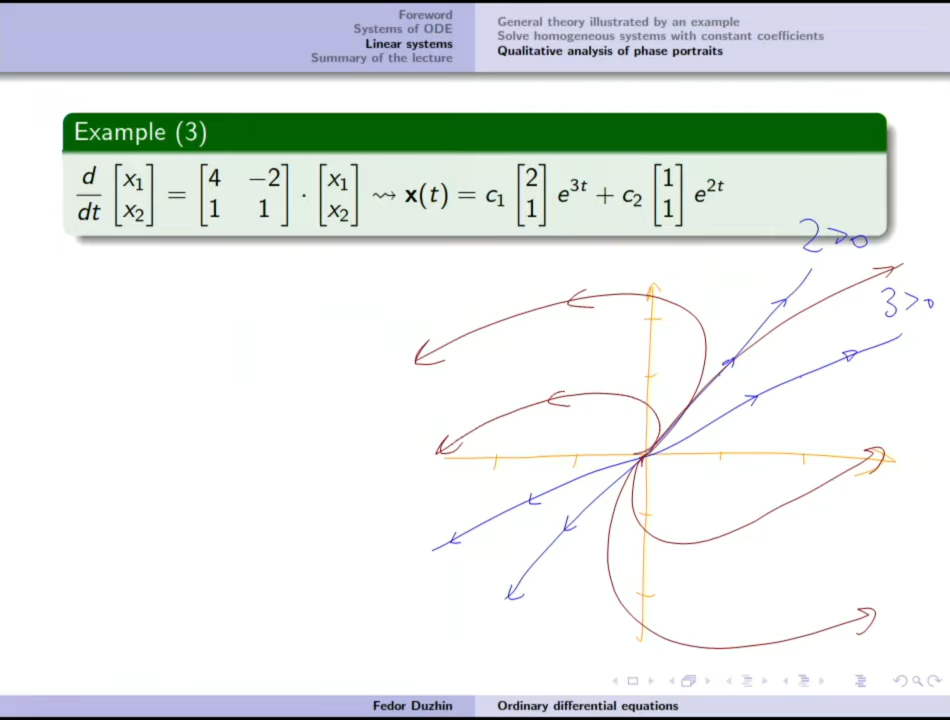 Foreword
Systems of ODE
Linear systems
Summary of the lecture
General theory illustrated by an example
Solve homogeneous systems with constant coefficients
Qualitative analysis of phase portraits
Example (3)
d/dt [x₁ x₂] = [4 −2 1 1] · [x₁ x₂] ⇝ x(t) = c₁ [2 1] e³ᵗ + c₂ [1 1] e²ᵗ
2>0
3>0
Fedor Duzhin
Ordinary differential equations